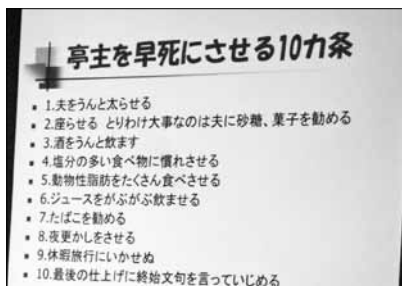 亭主を早死にさせる10カ条
1.夫をうんと太らせる
2.座らせる とりわけ大事なのは夫に砂糖、菓子を勧める
3.酒をうんと飲ます
4.塩分の多い食べ物に慣れさせる
5.動物性脂肪をたくさん食べさせる
6.ジュースをがぶがぶ飲ませる
7.たばこを勧める
8.夜更かしをさせる
9.休暇旅行にいかせぬ
10.最後の仕上げに終始文句を言っていじめる